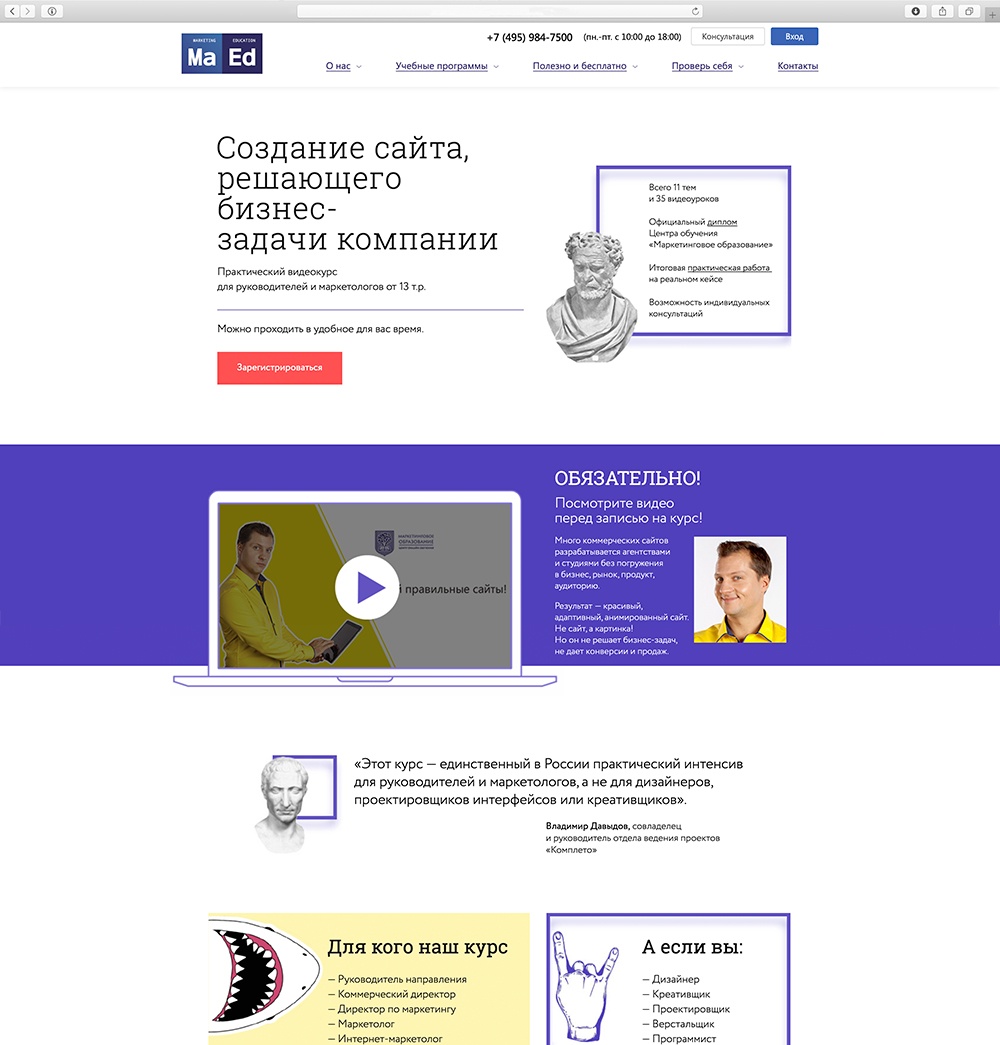 MARKETING EDUCATION
Ma Ed
+7 (495) 984-7500 (пн.-пт. с 10:00 до 18:00) Консультация Вход
О нас Учебные программы Полезно и бесплатно Проверь себя Контакты
Создание сайта,
решающего
бизнес-
задачи компании
Практический видеокурс
для руководителей и маркетологов от 13 т.р.
Можно проходить в удобное для вас время.
Зарегистрироваться
Всего 11 тем
и 35 видеоуроков
Официальный диплом
Центра обучения
«Маркетинговое образование»
Итоговая практическая работа
на реальном кейсе
Возможность индивидуальных
консультаций
МАРКЕТИНГОВОЕ
ОБРАЗОВАНИЕ
й правильные сайты!
ОБЯЗАТЕЛЬНО!
Посмотрите видео
перед записью на курс!
Много коммерческих сайтов
разрабатывается агентствами
и студиями без погружения
в бизнес, рынок, продукт,
аудиторию.
Результат — красивый,
адаптивный, анимированный сайт.
Не сайт, а картинка!
Но он не решает бизнес-задач,
не дает конверсии и продаж.
«Этот курс — единственный в России практический интенсив
для руководителей и маркетологов, а не для дизайнеров,
проектировщиков интерфейсов или креативщиков».
Владимир Давыдов, совладелец
и руководитель отдела ведения проектов
«Комплето»
Для кого наш курс
— Руководитель направления
— Коммерческий директор
— Директор по маркетингу
— Маркетолог
— Интернет-маркетолог
А если вы:
— Дизайнер
— Креативщик
— Проектировщик
— Верстальщик
— Программист